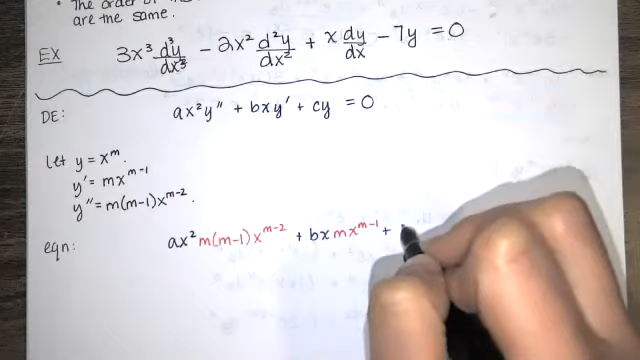 • The order of
are the same.
EX 3x³ d³y/dx³ - 2x² d²y/dx² + x dy/dx - 7y = 0
DE: ax²y" + bxy' + cy = 0
Let y = x^m.
y' = mx^(m-1)
y" = m(m-1)x^(m-2).
eqn: ax² m(m-1)x^(m-2) + bx mx^(m-1) +